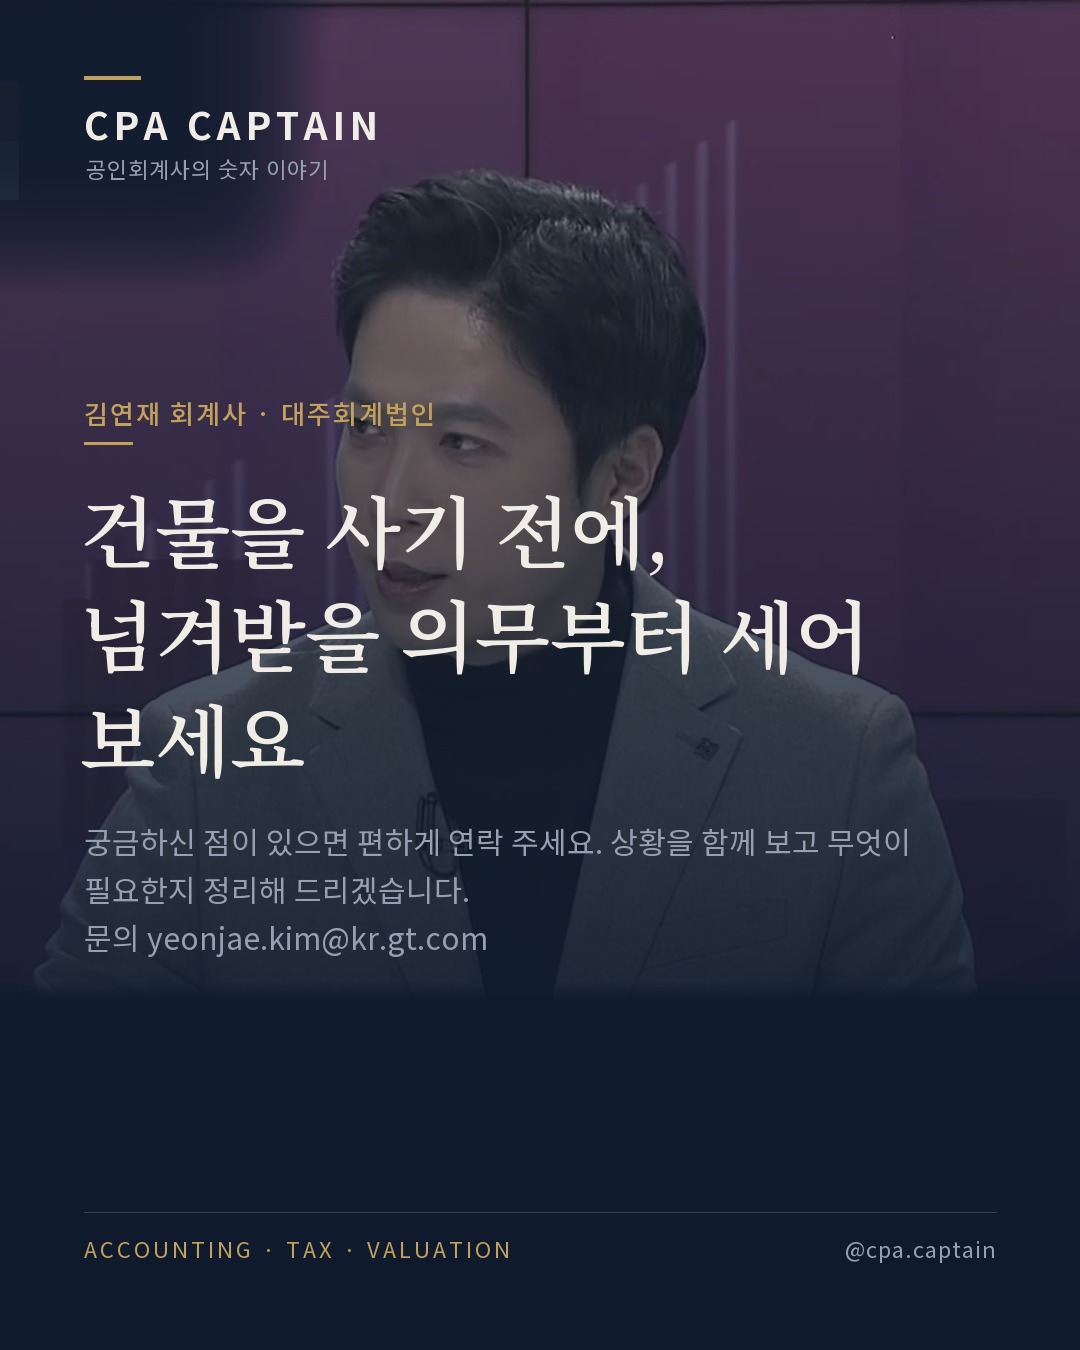 CPA CAPTAIN
공인회계사의 숫자 이야기
김연재 회계사 · 대주회계법인
건물을 사기 전에,
넘겨받을 의무부터 세어
보세요
궁금하신 점이 있으면 편하게 연락 주세요. 상황을 함께 보고 무엇이
필요한지 정리해 드리겠습니다.
문의 yeonjae.kim@kr.gt.com
ACCOUNTING · TAX · VALUATION
@cpa.captain